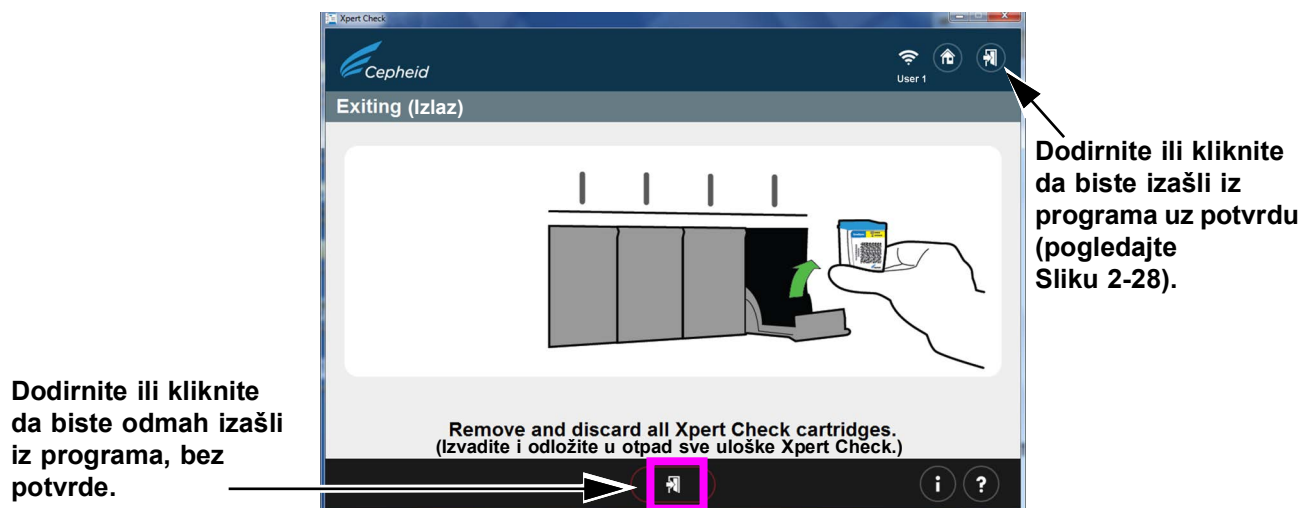 Xpert Check
Cepheid
User 1
Exiting (Izlaz)
Dodirnite ili kliknite
da biste izašli iz
programa uz potvrdu
(pogledajte
Sliku 2-28).
Dodirnite ili kliknite
da biste odmah izašli
iz programa, bez
potvrde.
Remove and discard all Xpert Check cartridges.
(Izvadite i odložite u otpad sve uloške Xpert Check.)
i ?